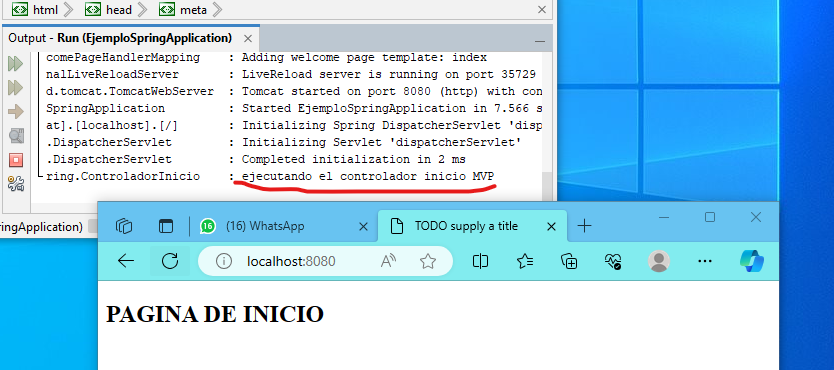 html head meta
Output - Run (EjemploSpringApplication)
comePageHandlerMapping : Adding welcome page template: index
nalLiveReloadServer : LiveReload server is running on port 35729
d.tomcat.TomcatWebServer : Tomcat started on port 8080 (http) with con
SpringApplication : Started EjemploSpringApplication in 7.566 s
at].[localhost].[/] : Initializing Spring DispatcherServlet 'disp
.DispatcherServlet : Initializing Servlet 'dispatcherServlet'
.DispatcherServlet : Completed initialization in 2 ms
ring.ControladorInicio : ejecutando el controlador inicio MVP
ingApplication)
16 (16) WhatsApp TODO supply a title
localhost:8080
PAGINA DE INICIO